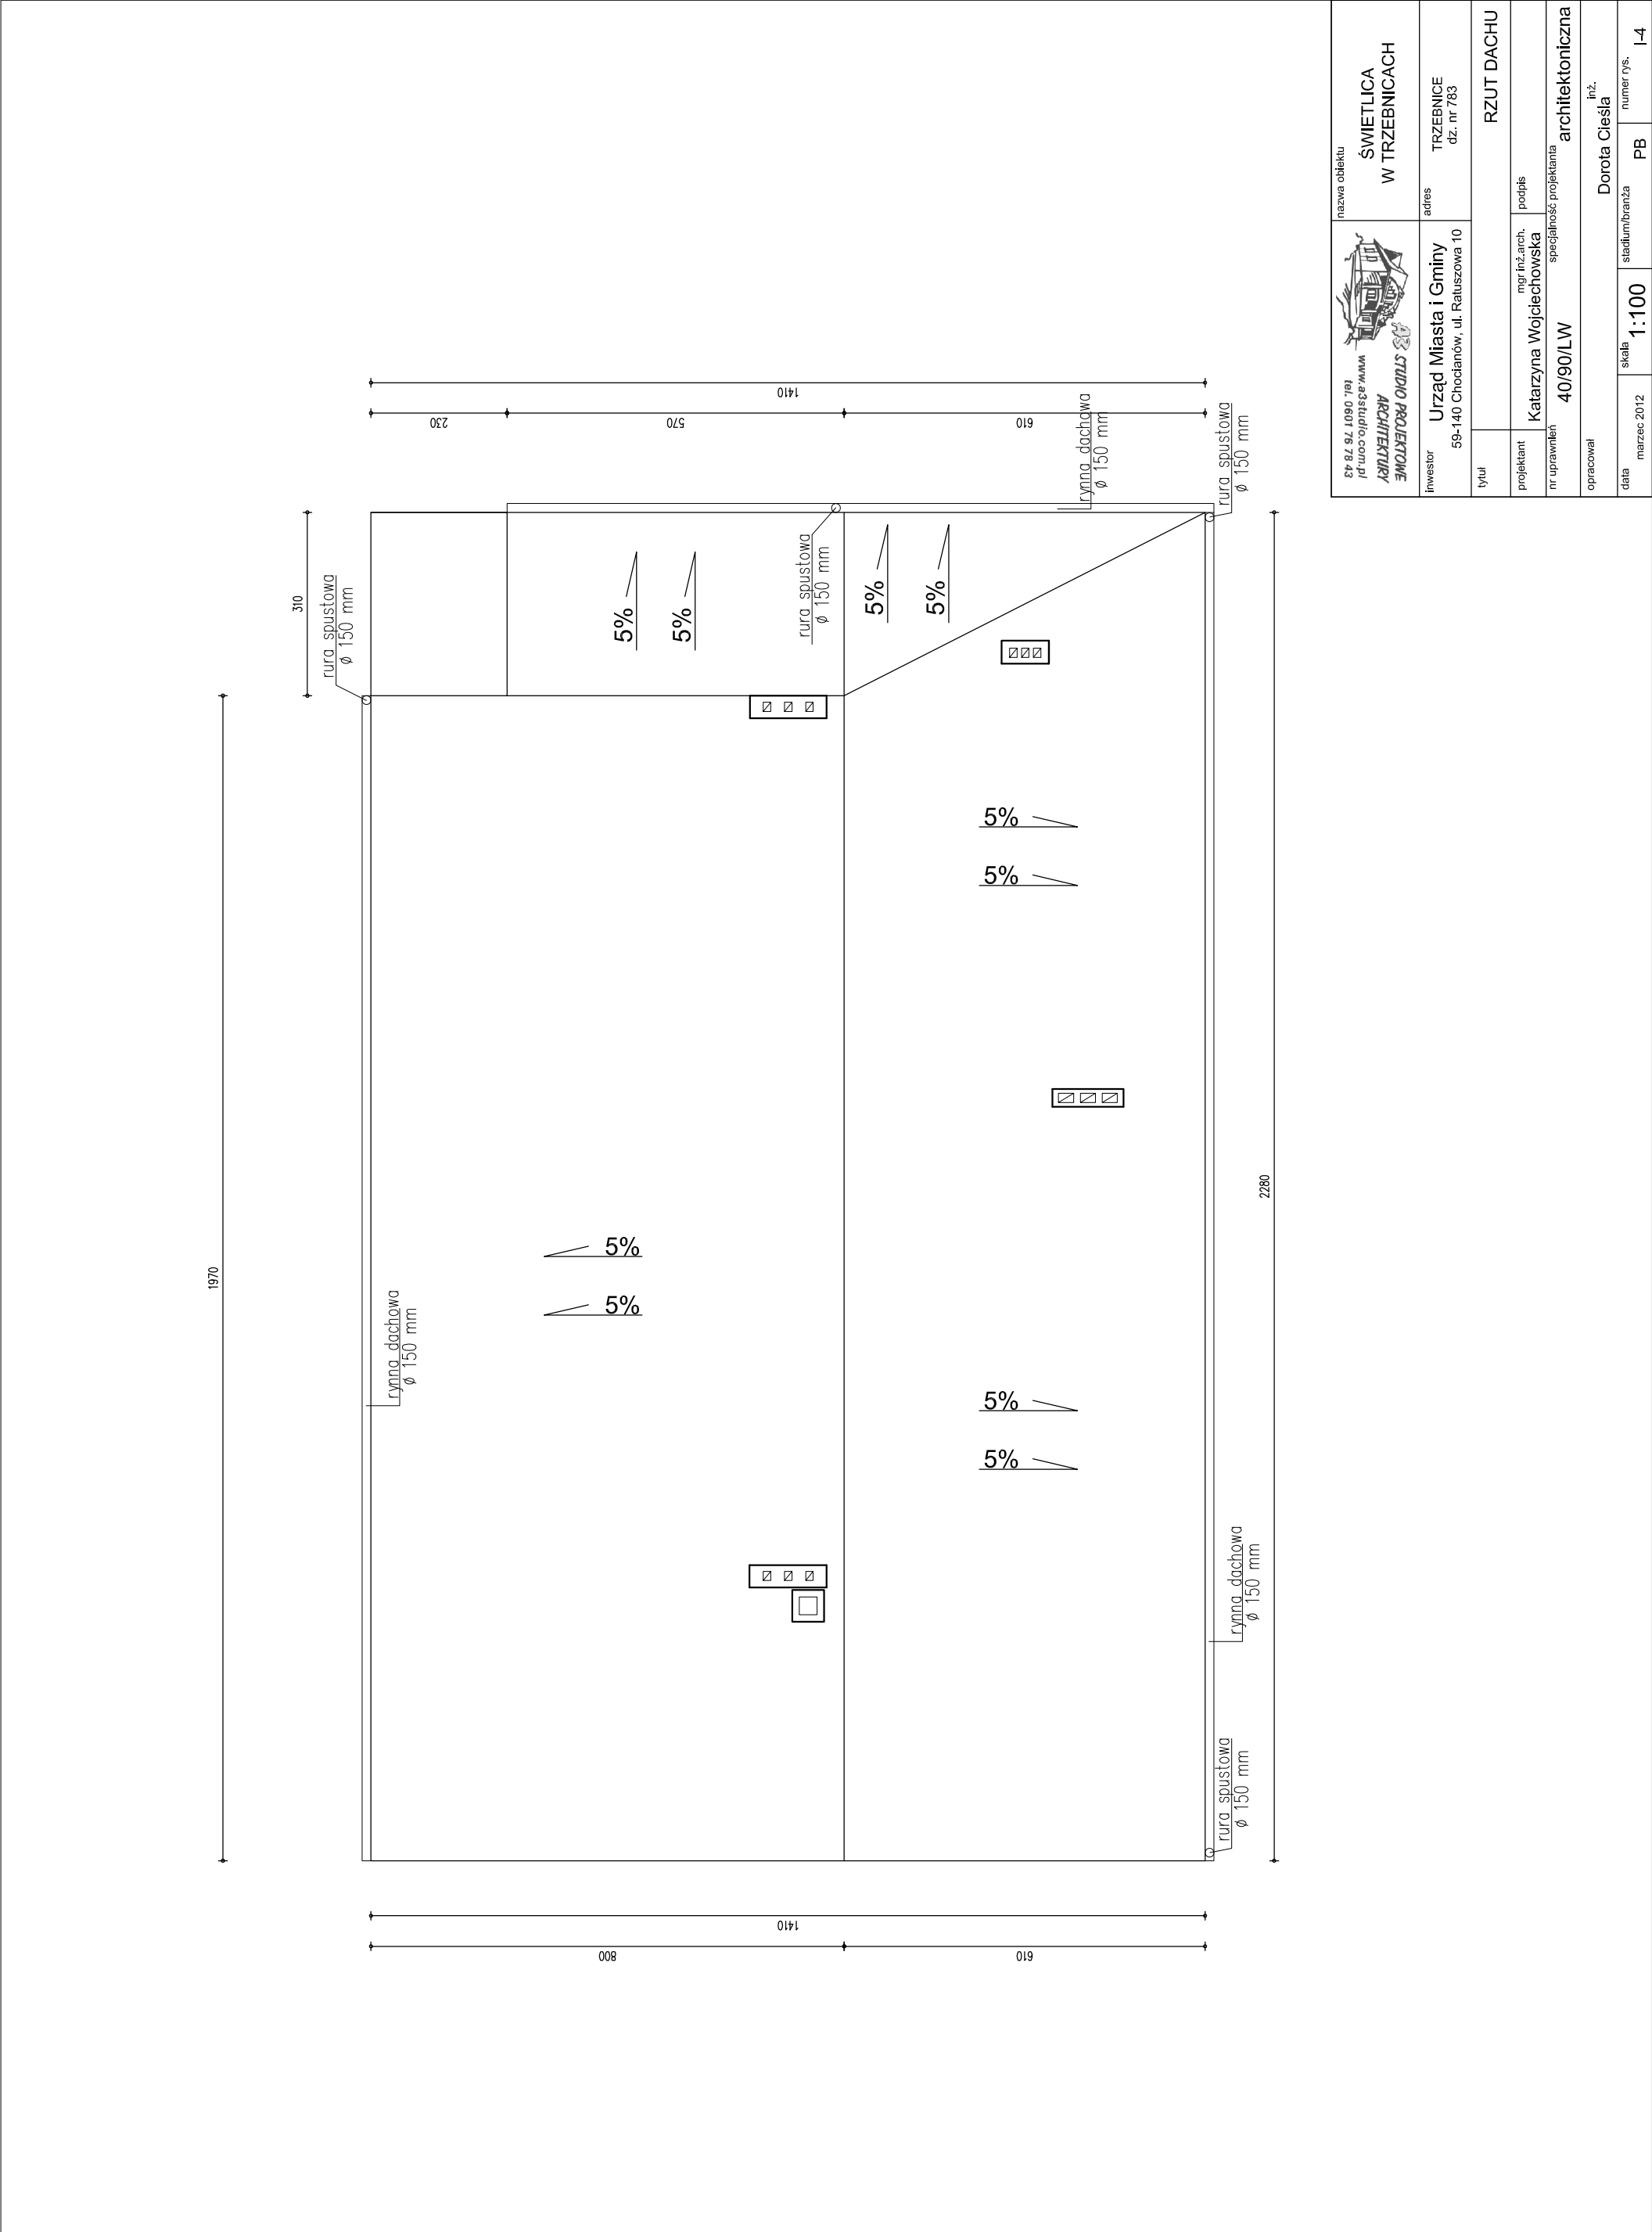 nazwa obiektu
ŚWIETLICA
W TRZEBNICACH
A3 STUDIO PROJEKTOWE
ARCHITEKTURY
www.a3studio.com.pl
tel. 0601 76 78 43
inwestor
Urząd Miasta i Gminy
59-140 Chocianów, ul. Ratuszowa 10
adres
TRZEBNICE
dz. nr 783
tytuł
RZUT DACHU
projektant
mgr inż.arch.
Katarzyna Wojciechowska
podpis
nr uprawnień
40/90/LW
specjalność projektanta
architektoniczna
opracował
inż.
Dorota Cieśla
data
marzec 2012
skala
1:100
stadium/branża
PB
numer rys.
I-4
1410
230
570
610
rynna dachowa
ø 150 mm
rura spustowa
ø 150 mm
310
rura spustowa
ø 150 mm
rura spustowa
ø 150 mm
5%
5%
5%
5%
5%
5%
1970
2280
5%
5%
rynna dachowa
ø 150 mm
5%
5%
rynna dachowa
ø 150 mm
rura spustowa
ø 150 mm
1410
800
610